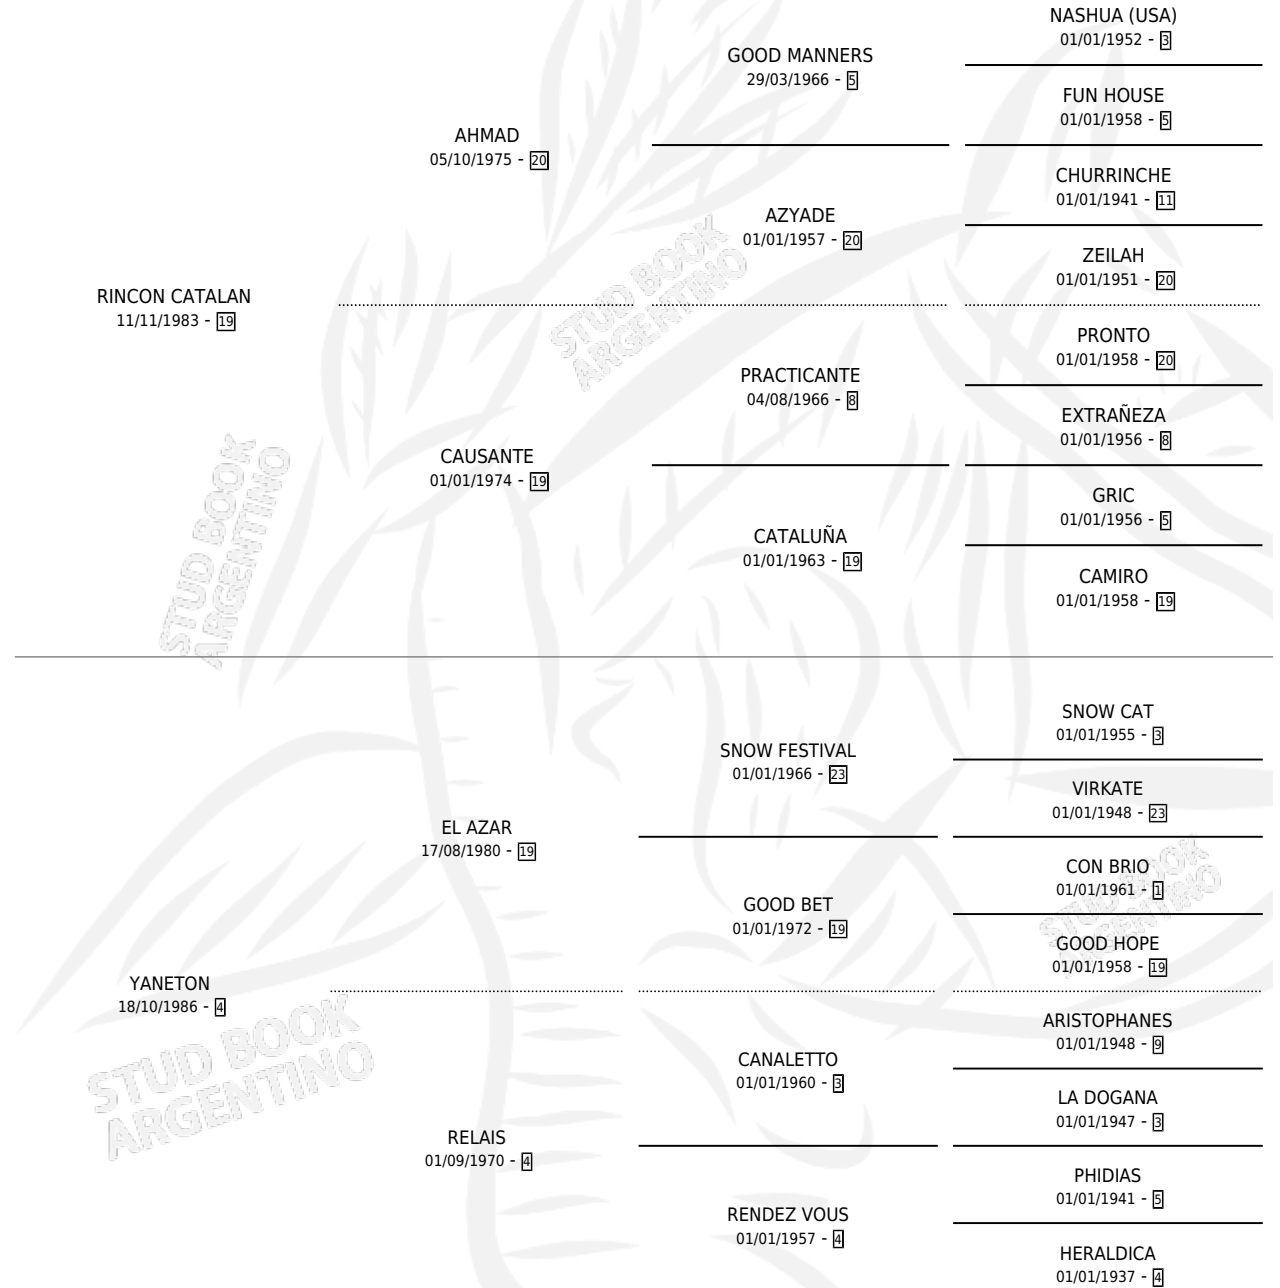 NASHUA (USA)
01/01/1952 - 3
GOOD MANNERS
29/03/1966 - 5
FUN HOUSE
01/01/1958 - 5
AHMAD
05/10/1975 - 20
CHURRINCHE
01/01/1941 - 11
AZYADE
01/01/1957 - 20
ZEILAH
01/01/1951 - 20
RINCON CATALAN
11/11/1983 - 19
STUD BOOK
ARGENTINO
PRONTO
01/01/1958 - 20
PRACTICANTE
04/08/1966 - 8
EXTRAÑEZA
01/01/1956 - 8
CAUSANTE
01/01/1974 - 19
GRIC
01/01/1956 - 5
CATALUÑA
01/01/1963 - 19
CAMIRO
01/01/1958 - 19
STUD BOOK
ARGENTINO
SNOW CAT
01/01/1955 - 3
SNOW FESTIVAL
01/01/1966 - 23
VIRKATE
01/01/1948 - 23
EL AZAR
17/08/1980 - 19
CON BRIO
01/01/1961 - 1
GOOD BET
01/01/1972 - 19
STUD BOOK
ARGENTINO
GOOD HOPE
01/01/1958 - 19
YANETON
18/10/1986 - 4
ARISTOPHANES
01/01/1948 - 9
CANALETTO
01/01/1960 - 3
STUD BOOK
ARGENTINO
LA DOGANA
01/01/1947 - 3
RELAIS
01/09/1970 - 4
PHIDIAS
01/01/1941 - 5
RENDEZ VOUS
01/01/1957 - 4
HERALDICA
01/01/1937 - 4